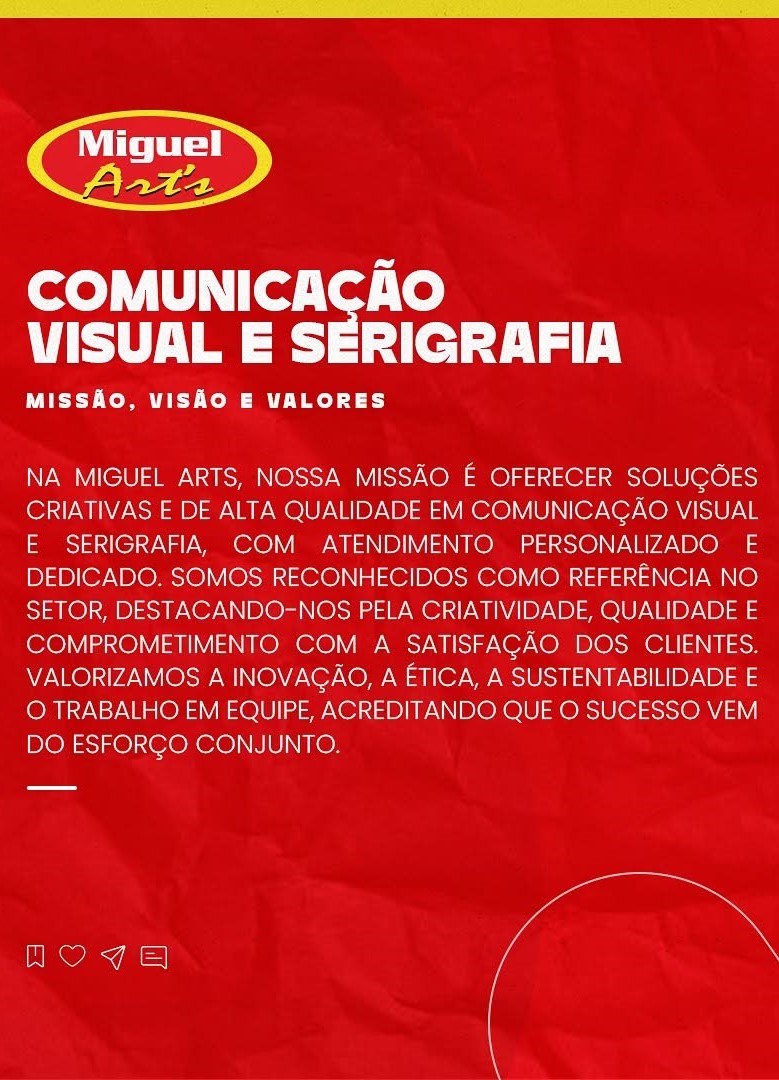 Miguel
Art's
COMUNICAÇÃO
VISUAL E SERIGRAFIA
MISSÃO, VISÃO E VALORES
NA MIGUEL ARTS, NOSSA MISSÃO É OFERECER SOLUÇÕES
CRIATIVAS E DE ALTA QUALIDADE EM COMUNICAÇÃO VISUAL
E SERIGRAFIA, COM ATENDIMENTO PERSONALIZADO E
DEDICADO. SOMOS RECONHECIDOS COMO REFERÊNCIA NO
SETOR, DESTACANDO-NOS PELA CRIATIVIDADE, QUALIDADE E
COMPROMETIMENTO COM A SATISFAÇÃO DOS CLIENTES.
VALORIZAMOS A INOVAÇÃO, A ÉTICA, A SUSTENTABILIDADE E
O TRABALHO EM EQUIPE, ACREDITANDO QUE O SUCESSO VEM
DO ESFORÇO CONJUNTO.